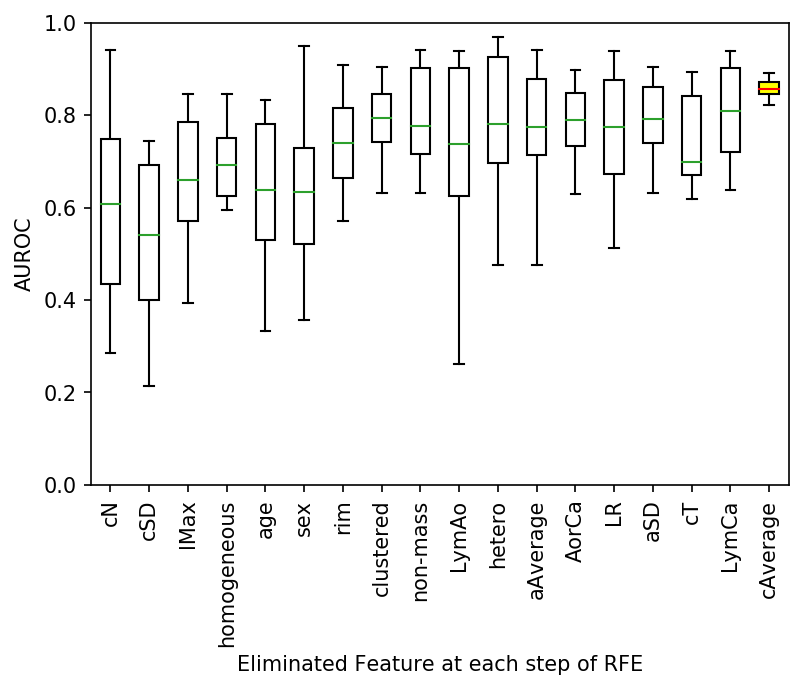 1.0
0.8
0.6
0.4
0.2
0.0
AUROC
cN
cSD
lMax
homogeneous
age
sex
rim
clustered
non-mass
LymAo
hetero
aAverage
AorCa
LR
aSD
cT
LymCa
cAverage
Eliminated Feature at each step of RFE